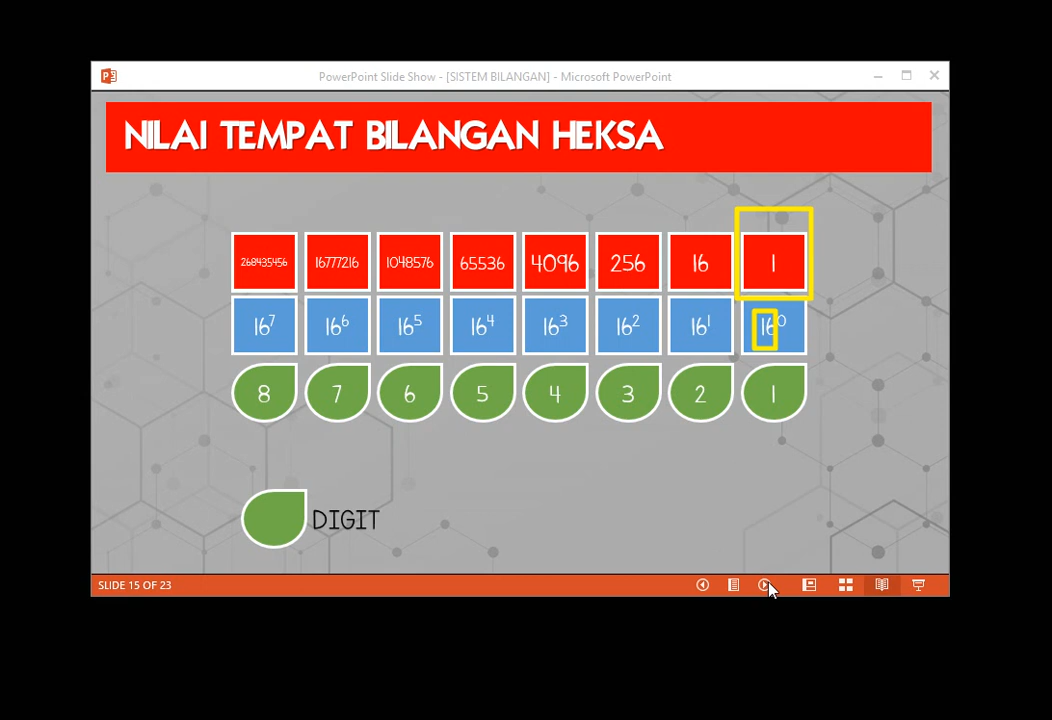 PowerPoint Slide Show - [SISTEM BILANGAN] - Microsoft PowerPoint
NILAI TEMPAT BILANGAN HEKSA
268435456 16777216 1048576 65536 4096 256 16 1
16⁷ 16⁶ 16⁵ 16⁴ 16³ 16² 16¹ 16⁰
8 7 6 5 4 3 2 1
DIGIT
SLIDE 15 OF 23